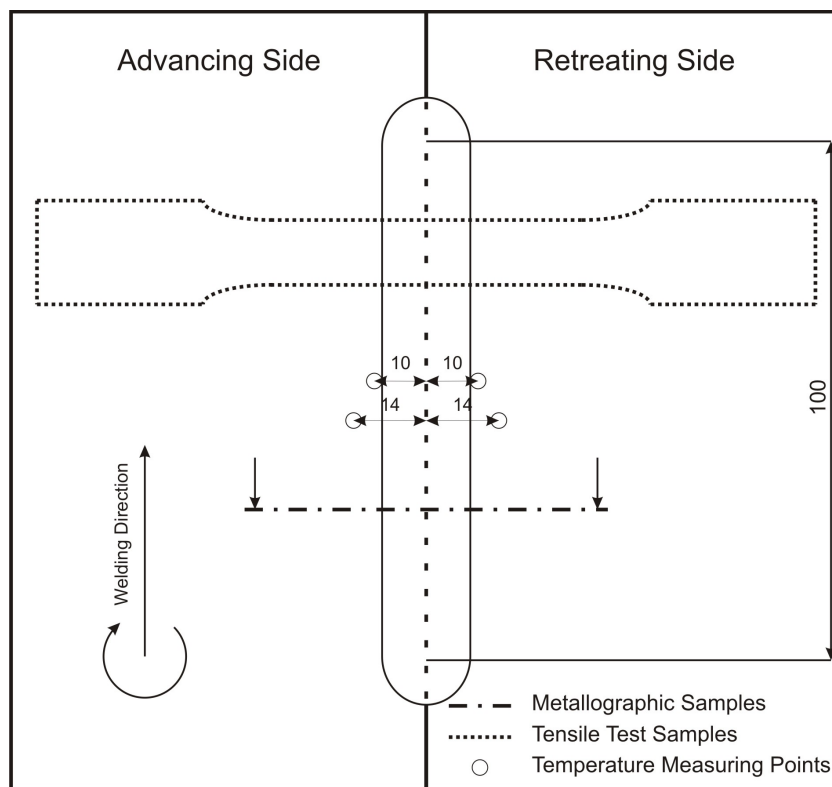 Advancing Side
Retreating Side
10
10
14
14
100
Welding Direction
Metallographic Samples
Tensile Test Samples
Temperature Measuring Points